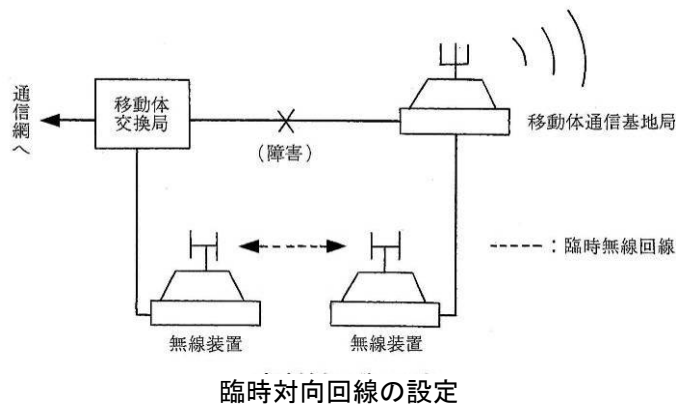 通信網へ
移動体
交換局
(障害)
移動体通信基地局
-----:臨時無線回線
無線装置
無線装置
臨時対向回線の設定